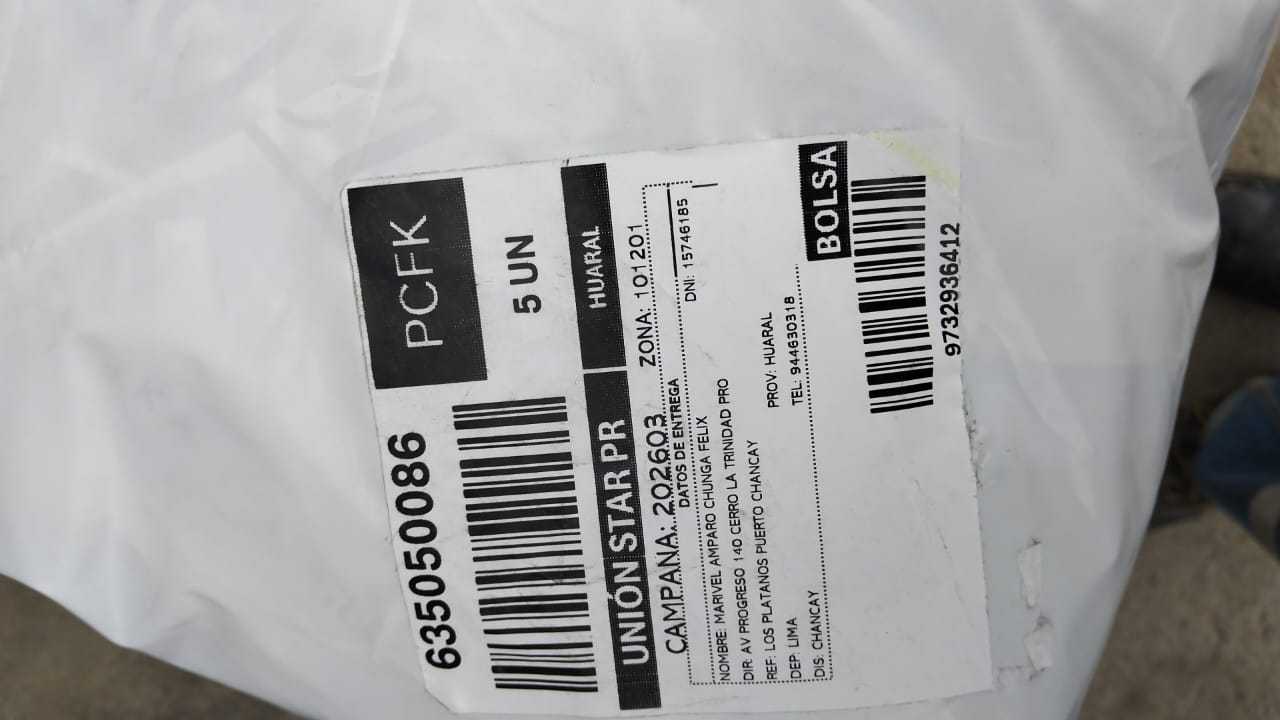 635050086
PCFK
5 UN
UNIÓN STAR PR
HUARAL
CAMPAÑA: 202603 ZONA: 101201
DATOS DE ENTREGA
DNI: 15746185
NOMBRE: MARIVEL AMPARO CHUNGA FELIX
DIR: AV PROGRESO 140 CERRO LA TRINIDAD PRO
REF: LOS PLATANOS PUERTO CHANCAY
DEP: LIMA PROV: HUARAL
DIS: CHANCAY TEL: 944630318
BOLSA
9732936412